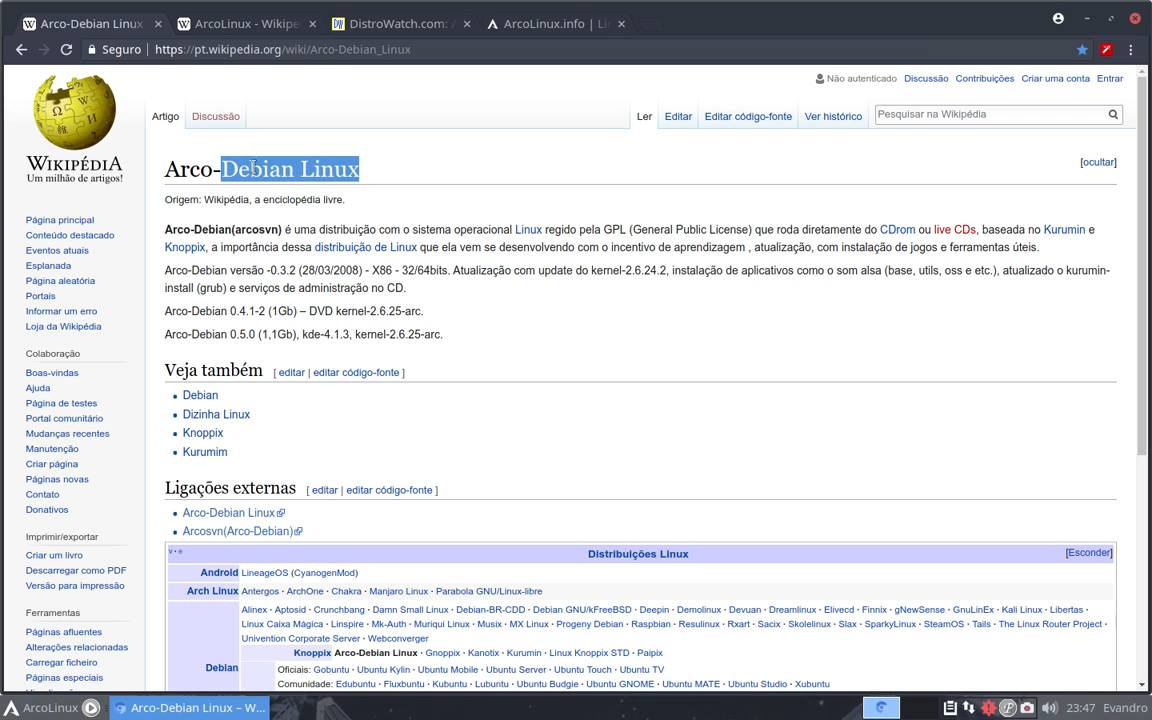 Arco-Debian Linux
ArcoLinux - Wikipe
DistroWatch.com: A
ArcoLinux.info | Li
Seguro
https://pt.wikipedia.org/wiki/Arco-Debian_Linux
Não autenticado Discussão Contribuições Criar uma conta Entrar
Artigo Discussão Ler Editar Editar código-fonte Ver histórico Pesquisar na Wikipédia
WIKIPÉDIA
Um milhão de artigos!
Página principal
Conteúdo destacado
Eventos atuais
Esplanada
Página aleatória
Portais
Informar um erro
Loja da Wikipédia
Colaboração
Boas-vindas
Ajuda
Página de testes
Portal comunitário
Mudanças recentes
Manutenção
Criar página
Páginas novas
Contato
Donativos
Imprimir/exportar
Criar um livro
Descarregar como PDF
Versão para impressão
Ferramentas
Páginas afluentes
Alterações relacionadas
Carregar ficheiro
Páginas especiais
Arco-Debian Linux
[ocultar]
Origem: Wikipédia, a enciclopédia livre.
Arco-Debian(arcosvn) é uma distribuição com o sistema operacional Linux regido pela GPL (General Public License) que roda diretamente do CDrom ou live CDs, baseada no Kurumin e
Knoppix, a importância dessa distribuição de Linux que ela vem se desenvolvendo com o incentivo de aprendizagem , atualização, com instalação de jogos e ferramentas úteis.
Arco-Debian versão -0.3.2 (28/03/2008) - X86 - 32/64bits. Atualização com update do kernel-2.6.24.2, instalação de aplicativos como o som alsa (base, utils, oss e etc.), atualizado o kurumin-
install (grub) e serviços de administração no CD.
Arco-Debian 0.4.1-2 (1Gb) – DVD kernel-2.6.25-arc.
Arco-Debian 0.5.0 (1,1Gb), kde-4.1.3, kernel-2.6.25-arc.
Veja também [ editar | editar código-fonte ]
Debian
Dizinha Linux
Knoppix
Kurumim
Ligações externas [ editar | editar código-fonte ]
Arco-Debian Linux
Arcosvn(Arco-Debian)
v • e Distribuições Linux [Esconder]
Android LineageOS (CyanogenMod)
Arch Linux Antergos · ArchOne · Chakra · Manjaro Linux · Parabola GNU/Linux-libre
Alinex · Aptosid · Crunchbang · Damn Small Linux · Debian-BR-CDD · Debian GNU/kFreeBSD · Deepin · Demolinux · Devuan · Dreamlinux · Elivecd · Finnix · gNewSense · GnuLinEx · Kali Linux · Libertas ·
Linux Caixa Mágica · Linspire · Mk-Auth · Muriqui Linux · Musix · MX Linux · Progeny Debian · Raspbian · Resulinux · Rxart · Sacix · Skolelinux · Slax · SparkyLinux · SteamOS · Tails · The Linux Router Project ·
Univention Corporate Server · Webconverger
Knoppix Arco-Debian Linux · Gnoppix · Kanotix · Kurumin · Linux Knoppix STD · Paipix
Debian
Oficiais: Gobuntu · Ubuntu Kylin · Ubuntu Mobile · Ubuntu Server · Ubuntu Touch · Ubuntu TV
Comunidade: Edubuntu · Fluxbuntu · Kubuntu · Lubuntu · Ubuntu Budgie · Ubuntu GNOME · Ubuntu MATE · Ubuntu Studio · Xubuntu
ArcoLinux
Arco-Debian Linux – W...
23:47 Evandro